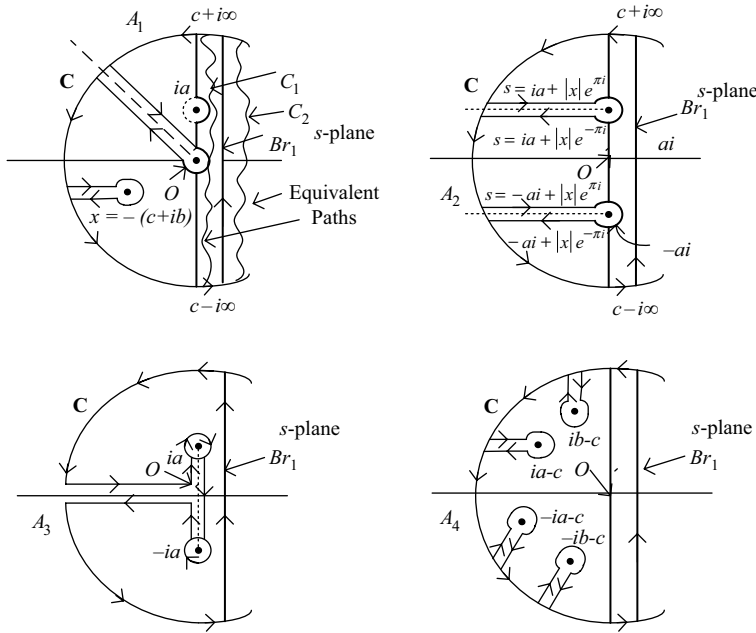 A1
c+i∞
C
ia
C1
C2
s-plane
Br1
O
Equivalent
Paths
x = –(c+ib)
c–i∞
c+i∞
C
s = ia + |x| e^πi
s-plane
Br1
s = ia + |x| e^–πi
ai
O
A2
s = –ai + |x| e^πi
–ai + |x| e^–πi
–ai
c–i∞
C
s-plane
ia
O
Br1
A3
–ia
C
ib-c
s-plane
ia-c
O
Br1
A4
–ia-c
–ib-c